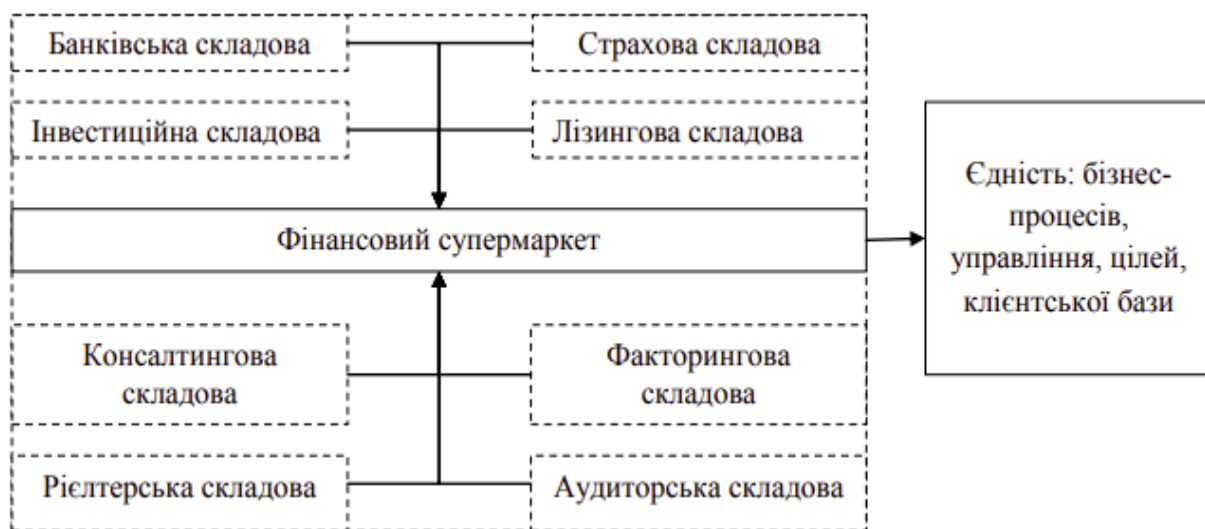 Банківська складова
Страхова складова
Інвестиційна складова
Лізингова складова
Фінансовий супермаркет
Єдність: бізнес-
процесів,
управління, цілей,
клієнтської бази
Консалтингова
складова
Факторингова
складова
Рієлтерська складова
Аудиторська складова